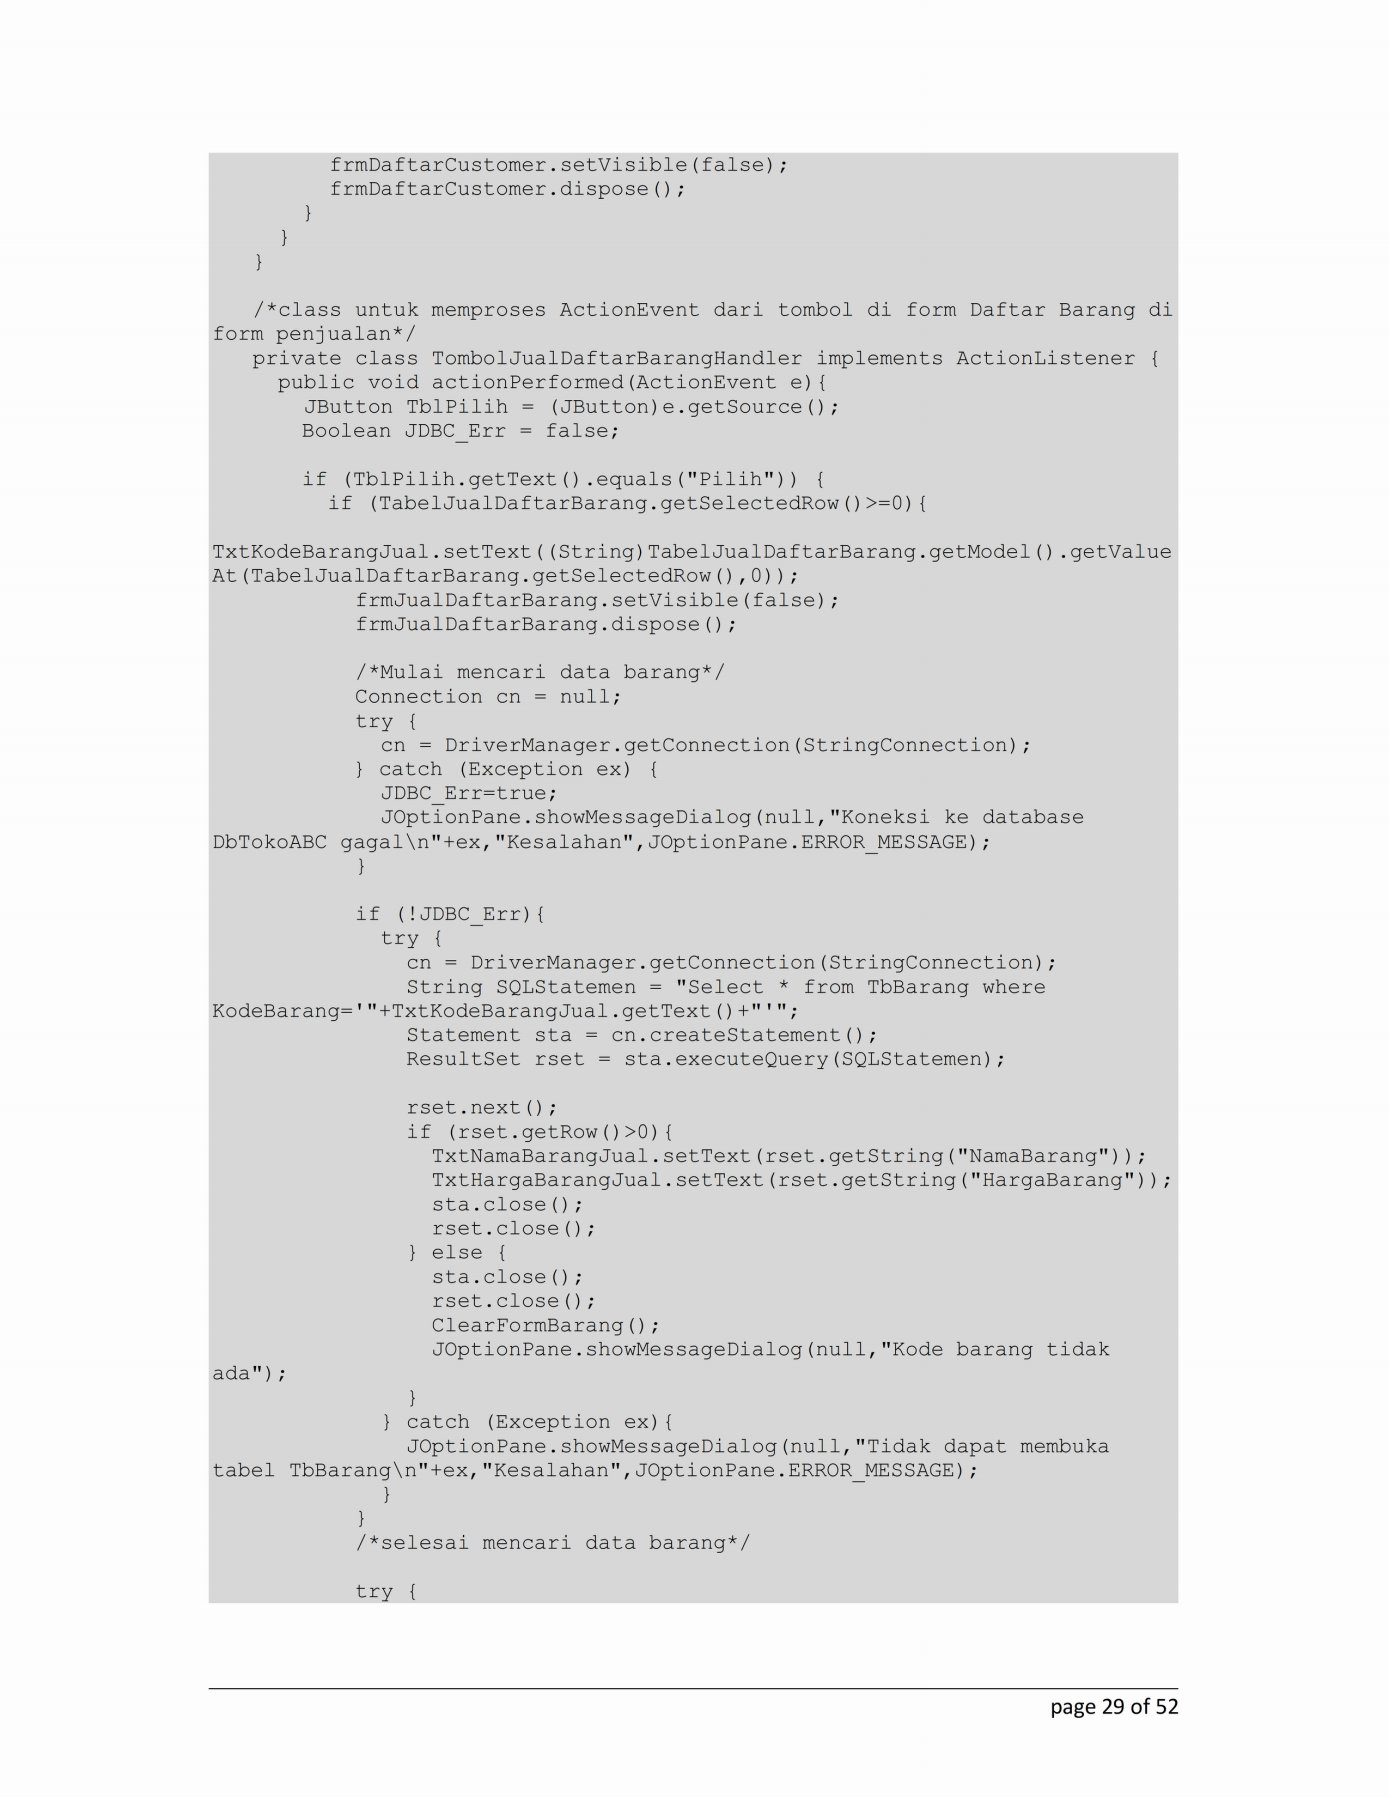 frmDaftarCustomer.setVisible(false);
frmDaftarCustomer.dispose();
}
}
}
/*class untuk memproses ActionEvent dari tombol di form Daftar Barang di
form penjualan*/
private class TombolJualDaftarBarangHandler implements ActionListener {
public void actionPerformed(ActionEvent e){
JButton TblPilih = (JButton)e.getSource();
Boolean JDBC_Err = false;
if (TblPilih.getText().equals("Pilih")) {
if (TabelJualDaftarBarang.getSelectedRow()>=0){
TxtKodeBarangJual.setText((String)TabelJualDaftarBarang.getModel().getValue
At(TabelJualDaftarBarang.getSelectedRow(),0));
frmJualDaftarBarang.setVisible(false);
frmJualDaftarBarang.dispose();
/*Mulai mencari data barang*/
Connection cn = null;
try {
cn = DriverManager.getConnection(StringConnection);
} catch (Exception ex) {
JDBC_Err=true;
JOptionPane.showMessageDialog(null,"Koneksi ke database
DbTokoABC gagal\n"+ex,"Kesalahan",JOptionPane.ERROR_MESSAGE);
}
if (!JDBC_Err){
try {
cn = DriverManager.getConnection(StringConnection);
String SQLStatemen = "Select * from TbBarang where
KodeBarang='"+TxtKodeBarangJual.getText()+"'";
Statement sta = cn.createStatement();
ResultSet rset = sta.executeQuery(SQLStatemen);
rset.next();
if (rset.getRow()>0){
TxtNamaBarangJual.setText(rset.getString("NamaBarang"));
TxtHargaBarangJual.setText(rset.getString("HargaBarang"));
sta.close();
rset.close();
} else {
sta.close();
rset.close();
ClearFormBarang();
JOptionPane.showMessageDialog(null,"Kode barang tidak
ada");
}
} catch (Exception ex){
JOptionPane.showMessageDialog(null,"Tidak dapat membuka
tabel TbBarang\n"+ex,"Kesalahan",JOptionPane.ERROR_MESSAGE);
}
}
/*selesai mencari data barang*/
try {
page 29 of 52